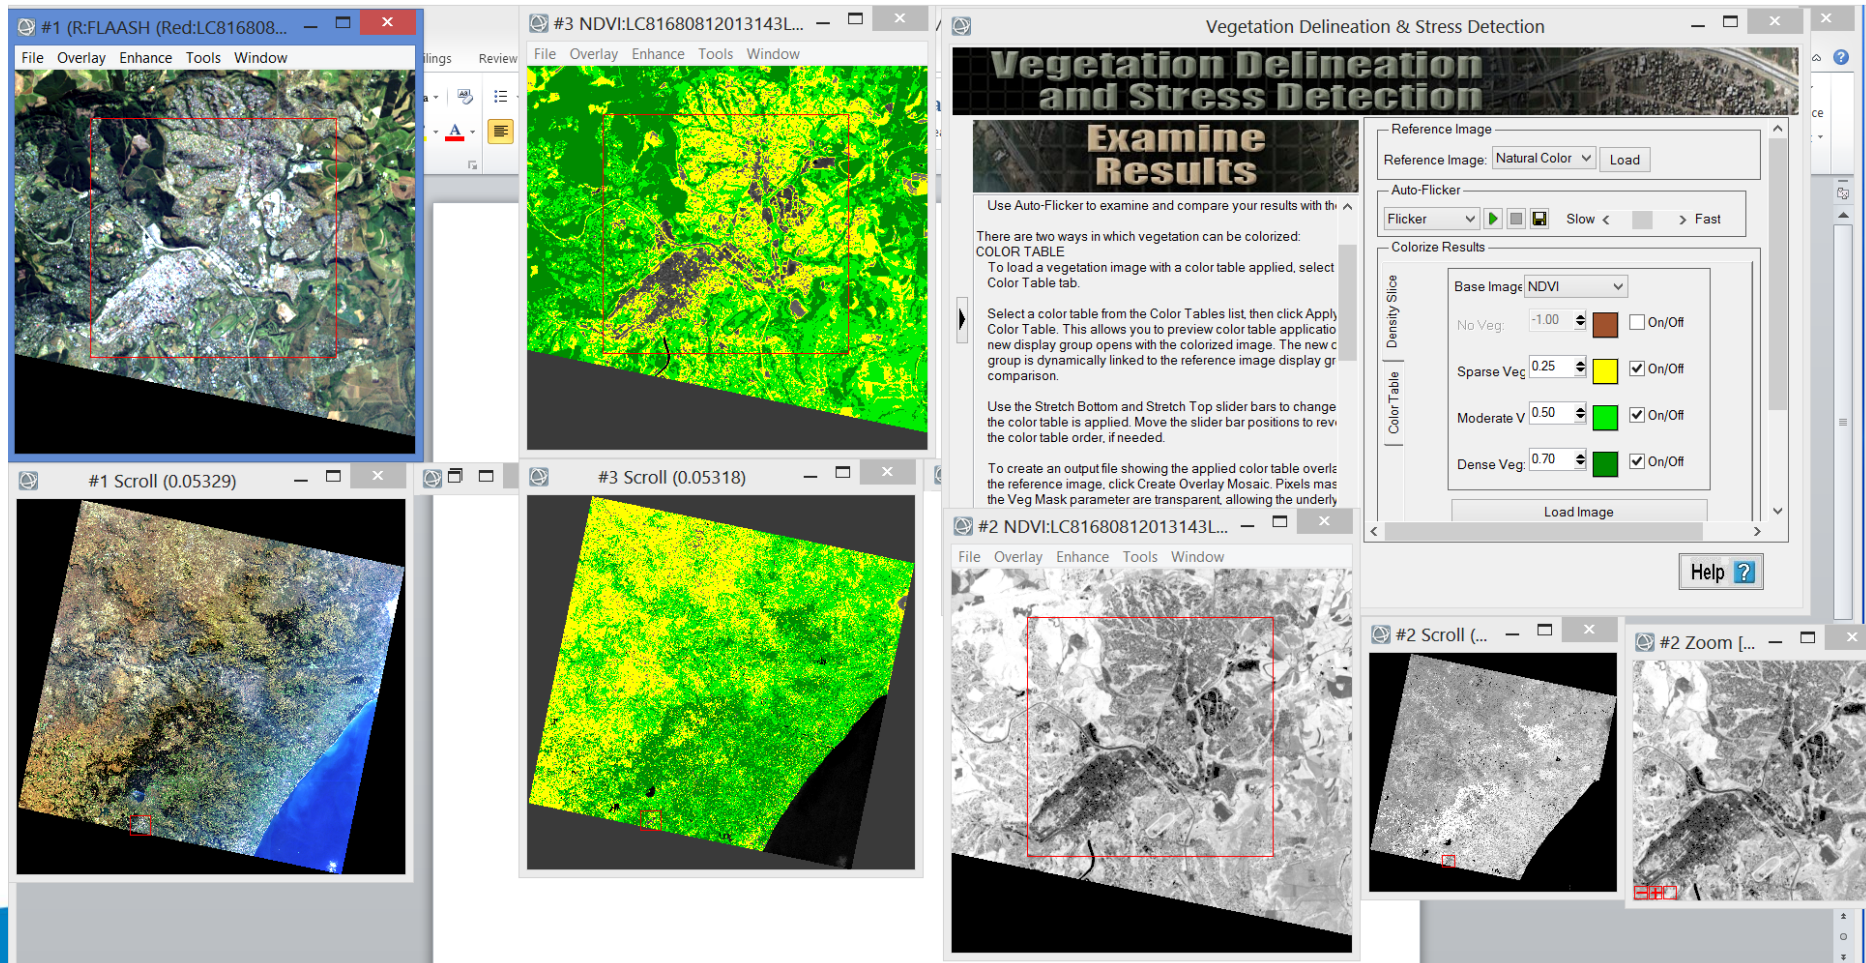 #1 (R:FLAASH (Red:LC816808...
File Overlay Enhance Tools Window
#3 NDVI:LC81680812013143L...
File Overlay Enhance Tools Window
ilings Review
Vegetation Delineation & Stress Detection
Vegetation Delineation
and Stress Detection
Examine
Results
Use Auto-Flicker to examine and compare your results with the
There are two ways in which vegetation can be colorized:
COLOR TABLE
To load a vegetation image with a color table applied, select
Color Table tab.
Select a color table from the Color Tables list, then click Apply
Color Table. This allows you to preview color table applicatio
new display group opens with the colorized image. The new c
group is dynamically linked to the reference image display gr
comparison.
Use the Stretch Bottom and Stretch Top slider bars to change
the color table is applied. Move the slider bar positions to reve
the color table order, if needed.
To create an output file showing the applied color table overla
the reference image, click Create Overlay Mosaic. Pixels mas
the Veg Mask parameter are transparent, allowing the underly
Reference Image
Reference Image: Natural Color Load
Auto-Flicker
Flicker Slow Fast
Colorize Results
Density Slice
Color Table
Base Image NDVI
No Veg: -1.00 On/Off
Sparse Veg 0.25 On/Off
Moderate V 0.50 On/Off
Dense Veg: 0.70 On/Off
Load Image
Help ?
ce
#1 Scroll (0.05329)
#3 Scroll (0.05318)
#2 NDVI:LC81680812013143L...
File Overlay Enhance Tools Window
#2 Scroll (...
#2 Zoom [...